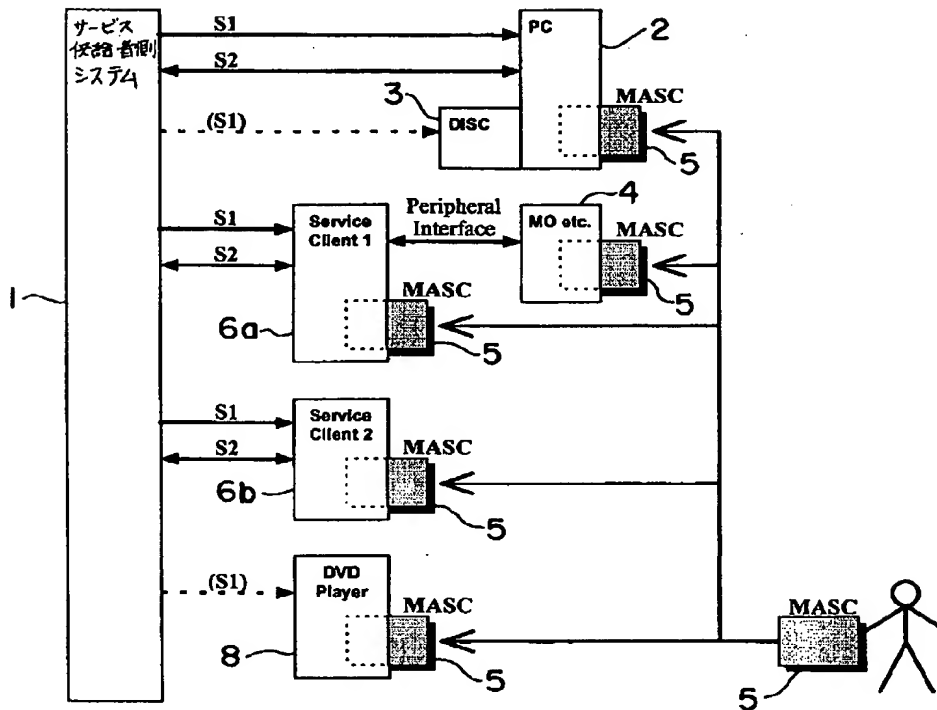 サービス
供給者側
システム
S1
S2
(S1)
PC
2
3
DISC
MASC
5
4
S1
S2
Service
Client 1
Peripheral
Interface
MO etc.
MASC
5
MASC
5
6a
1
S1
S2
Service
Client 2
MASC
5
6b
(S1)
DVD
Player
MASC
5
8
MASC
5